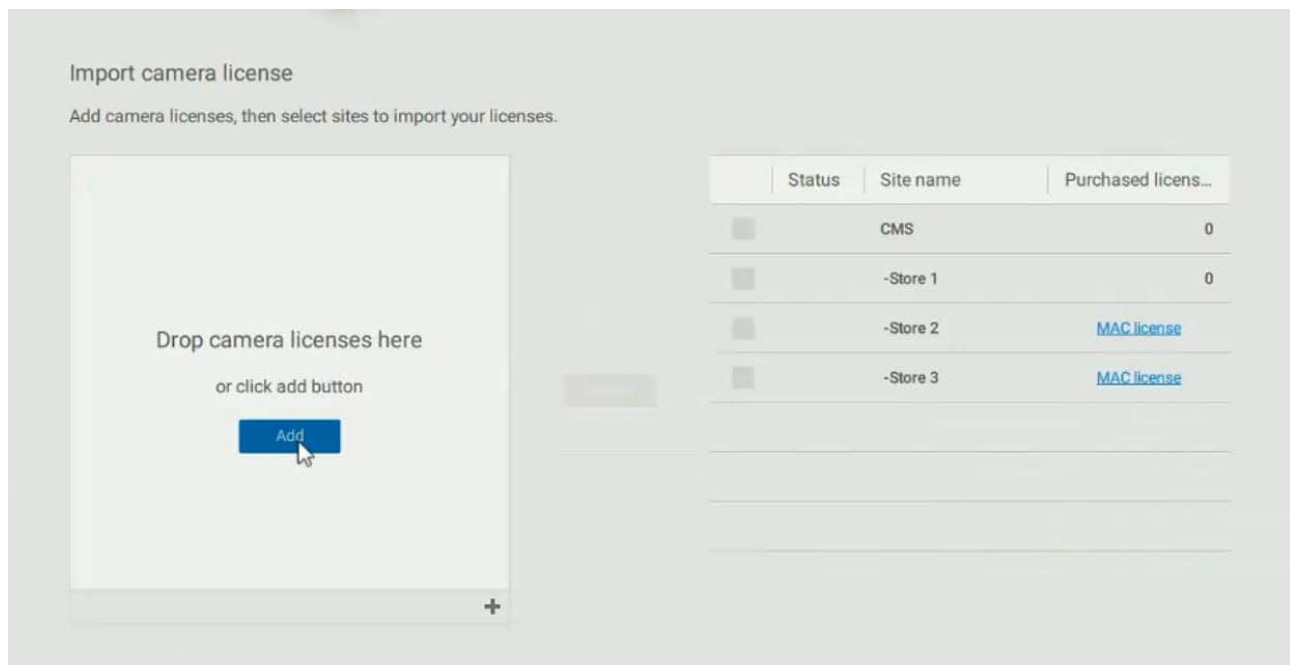 Import camera license
Add camera licenses, then select sites to import your licenses.
Drop camera licenses here
or click add button
Add
Status Site name Purchased licens...
CMS 0
-Store 1 0
-Store 2 MAC license
-Store 3 MAC license